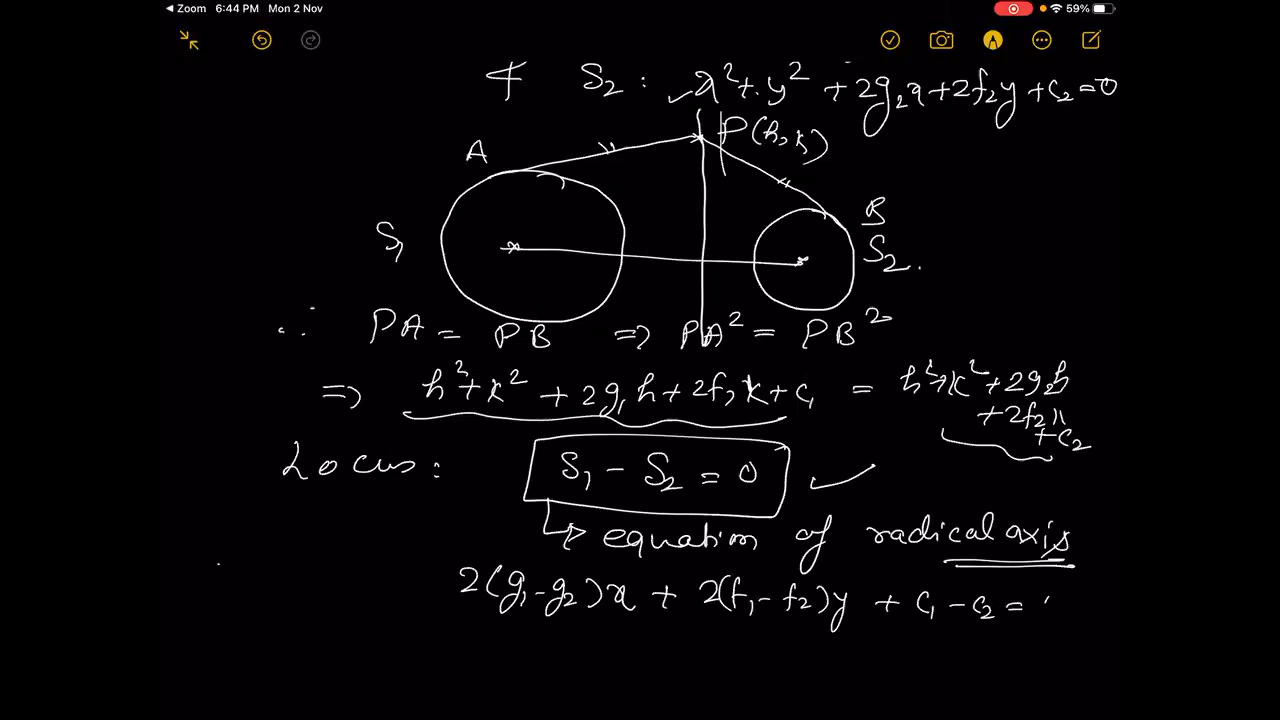 Zoom 6:44 PM Mon 2 Nov 59%
S₂ : x² + y² + 2g₂x + 2f₂y + c₂ = 0
P(h, k)
A
B
S₁
S₂
∴ PA = PB ⇒ PA² = PB²
⇒ h² + k² + 2g₁h + 2f₁k + c₁ = h² + k² + 2g₂h
+ 2f₂k
+ c₂
Locus : S₁ - S₂ = 0 ✓
↳ equation of radical axis
2(g₁-g₂)x + 2(f₁-f₂)y + c₁ - c₂ =